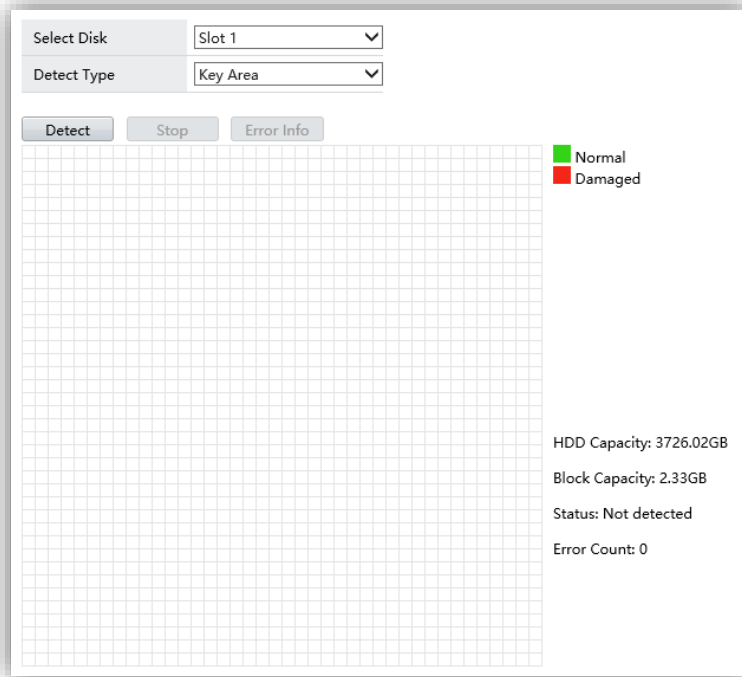 Select Disk Slot 1
Detect Type Key Area
Detect Stop Error Info
Normal
Damaged
HDD Capacity: 3726.02GB
Block Capacity: 2.33GB
Status: Not detected
Error Count: 0